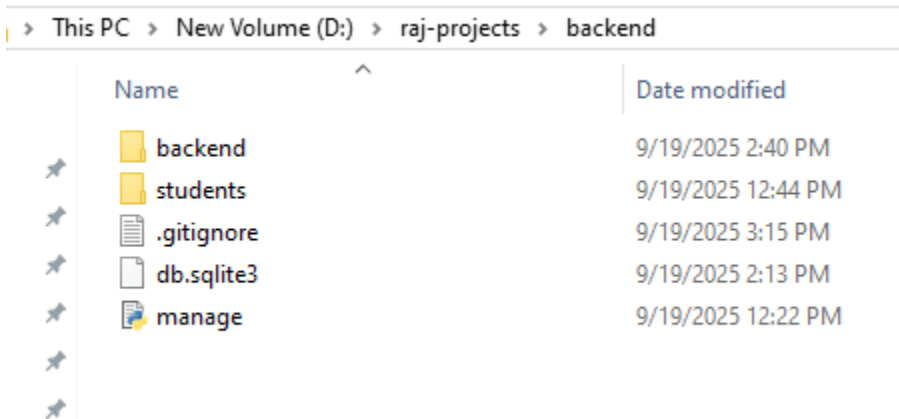 This PC > New Volume (D:) > raj-projects > backend
Name Date modified
backend 9/19/2025 2:40 PM
students 9/19/2025 12:44 PM
.gitignore 9/19/2025 3:15 PM
db.sqlite3 9/19/2025 2:13 PM
manage 9/19/2025 12:22 PM